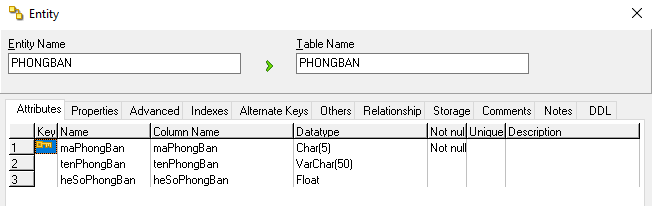 Entity
Entity Name Table Name
PHONGBAN PHONGBAN
Attributes Properties Advanced Indexes Alternate Keys Others Relationship Storage Comments Notes DDL
Key Name Column Name Datatype Not nul Unique Description
1 maPhongBan maPhongBan Char(5) Not null
2 tenPhongBan tenPhongBan VarChar(50)
3 heSoPhongBan heSoPhongBan Float